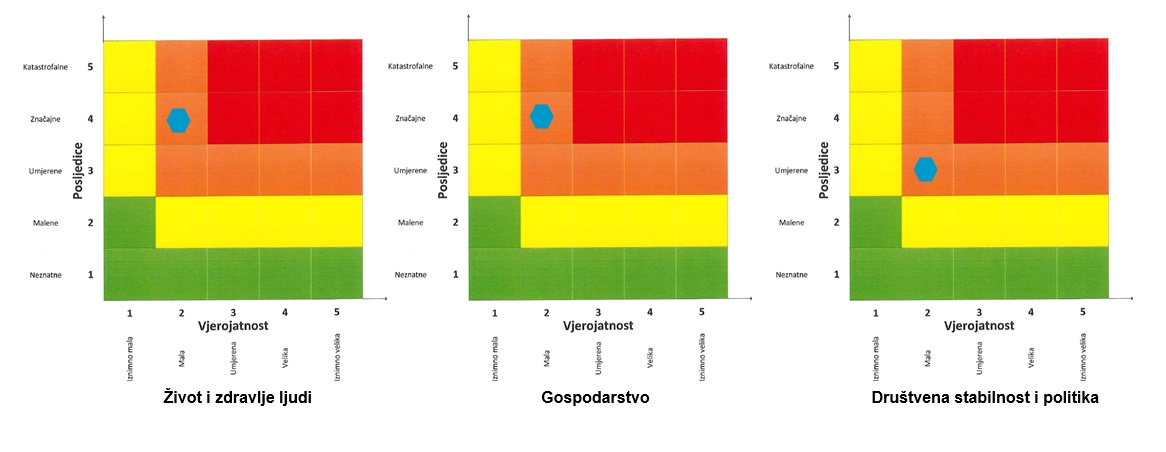 Katastrofalne 5
Značajne 4
Umjerene 3
Malene 2
Neznatne 1
Posljedice
1 2 3 4 5
Vjerojatnost
Iznimno mala
Mala
Umjerena
Velika
Iznimno velika
Život i zdravlje ljudi
Katastrofalne 5
Značajne 4
Umjerene 3
Malene 2
Neznatne 1
Posljedice
1 2 3 4 5
Vjerojatnost
Iznimno mala
Mala
Umjerena
Velika
Iznimno velika
Gospodarstvo
Katastrofalne 5
Značajne 4
Umjerene 3
Malene 2
Neznatne 1
Posljedice
1 2 3 4 5
Vjerojatnost
Iznimno mala
Mala
Umjerena
Velika
Iznimno velika
Društvena stabilnost i politika